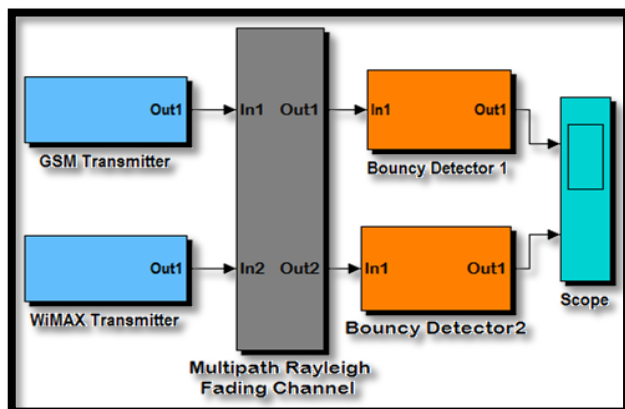 Out1
GSM Transmitter
Out1
WiMAX Transmitter
In1 Out1
In2 Out2
Multipath Rayleigh
Fading Channel
In1 Out1
Bouncy Detector 1
In1 Out1
Bouncy Detector2
Scope